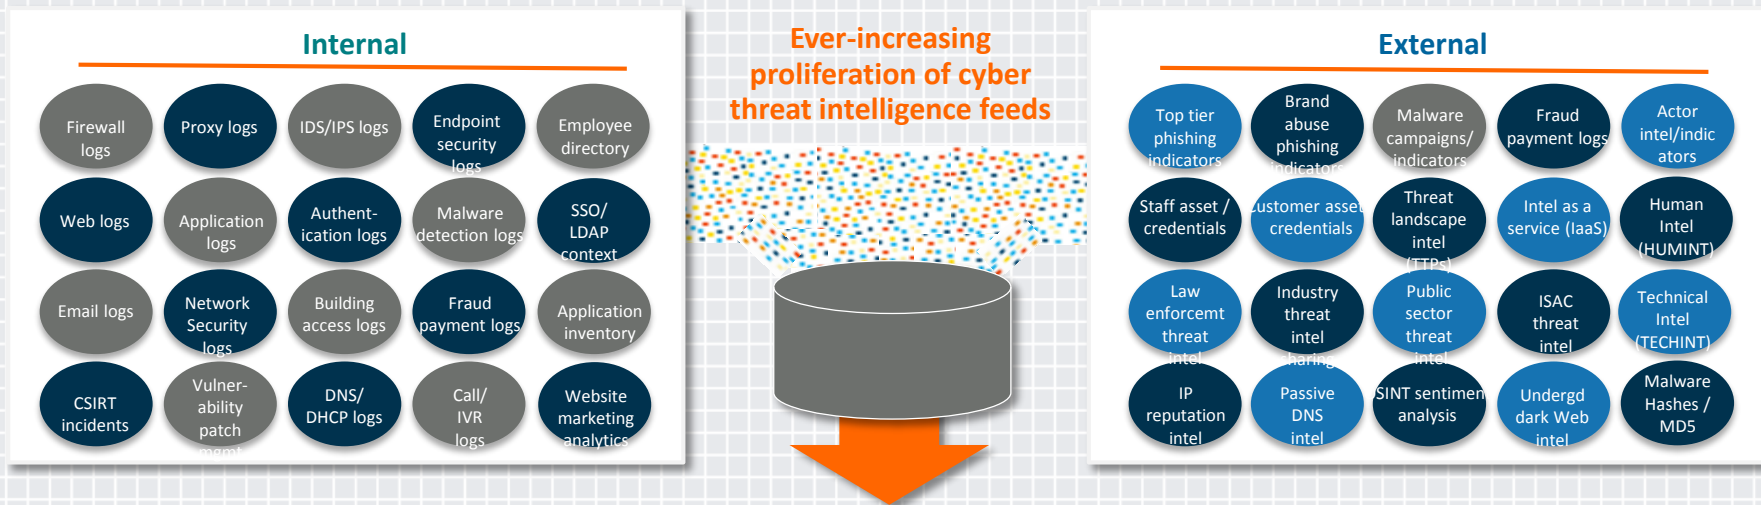 Internal
Firewall
logs
Proxy logs
IDS/IPS logs
Endpoint
security
logs
Employee
directory
Web logs
Application
logs
Authent-
ication logs
Malware
detection logs
SSO/
LDAP
context
Email logs
Network
Security
logs
Building
access logs
Fraud
payment logs
Application
inventory
CSIRT
incidents
Vulner-
ability
patch
mgmt
DNS/
DHCP logs
Call/
IVR
logs
Website
marketing
analytics
Ever-increasing
proliferation of cyber
threat intelligence feeds
External
Top tier
phishing
indicators
Brand
abuse
phishing
indicators
Malware
campaigns/
indicators
Fraud
payment logs
Actor
intel/indic
ators
Staff asset /
credentials
Customer asset
credentials
Threat
landscape
intel
(TTPs)
Intel as a
service (IaaS)
Human
Intel
(HUMINT)
Law
enforcemt
threat
intel
Industry
threat
intel
sharing
Public
sector
threat
intel
ISAC
threat
intel
Technical
Intel
(TECHINT)
IP
reputation
intel
Passive
DNS
intel
SINT sentimen
analysis
Undergd
dark Web
intel
Malware
Hashes /
MD5